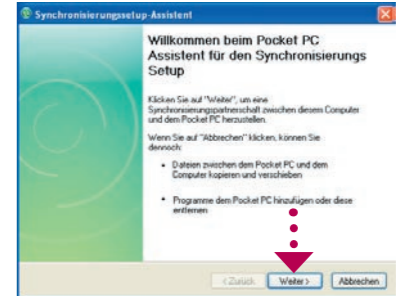 Synchronisierungssetup-Assistent
Willkommen beim Pocket PC
Assistent für den Synchronisierungs
Setup
Klicken Sie auf "Weiter", um eine
Synchronisierungspartnerschaft zwischen diesem Computer
und dem Pocket PC herzustellen.
Wenn Sie auf "Abbrechen" klicken, können Sie
dennoch:
• Dateien zwischen dem Pocket PC und dem
Computer kopieren und verschieben
• Programme dem Pocket PC hinzufügen oder diese
entfernen
< Zurück Weiter > Abbrechen